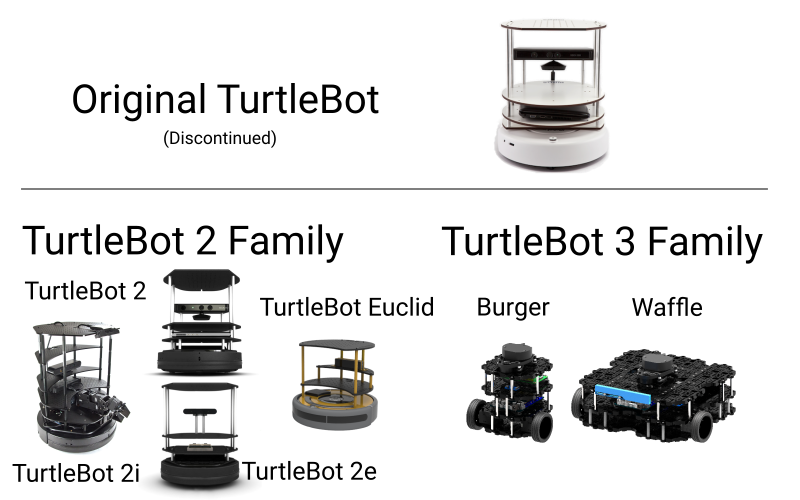 Original TurtleBot
(Discontinued)
TurtleBot 2 Family
TurtleBot 3 Family
TurtleBot 2
TurtleBot Euclid
Burger
Waffle
TurtleBot 2i
TurtleBot 2e